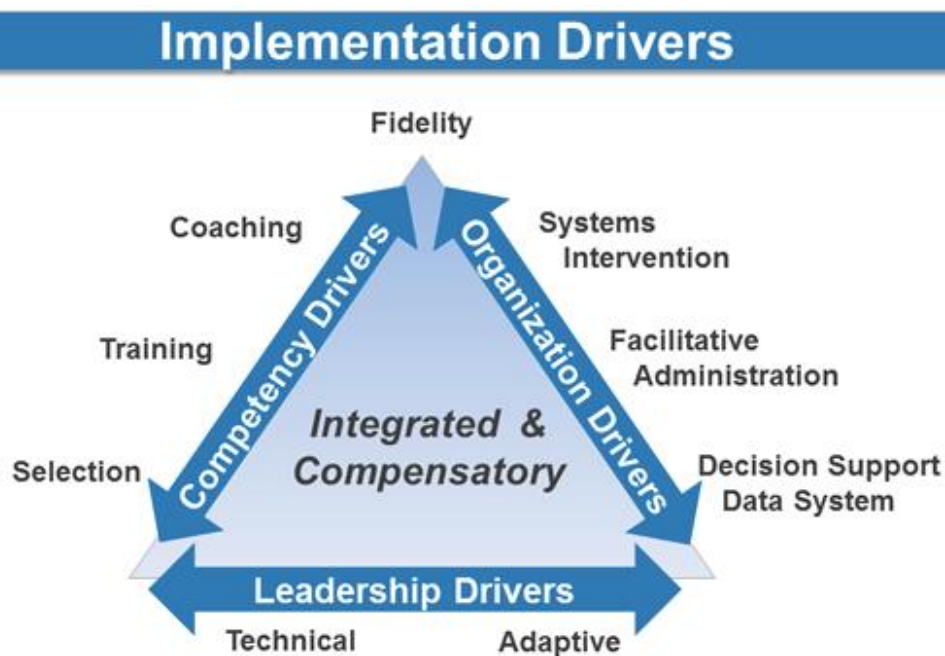 Implementation Drivers
Fidelity
Coaching
Systems
Intervention
Training
Facilitative
Administration
Competency Drivers
Organization Drivers
Integrated &
Compensatory
Selection
Decision Support
Data System
Leadership Drivers
Technical
Adaptive